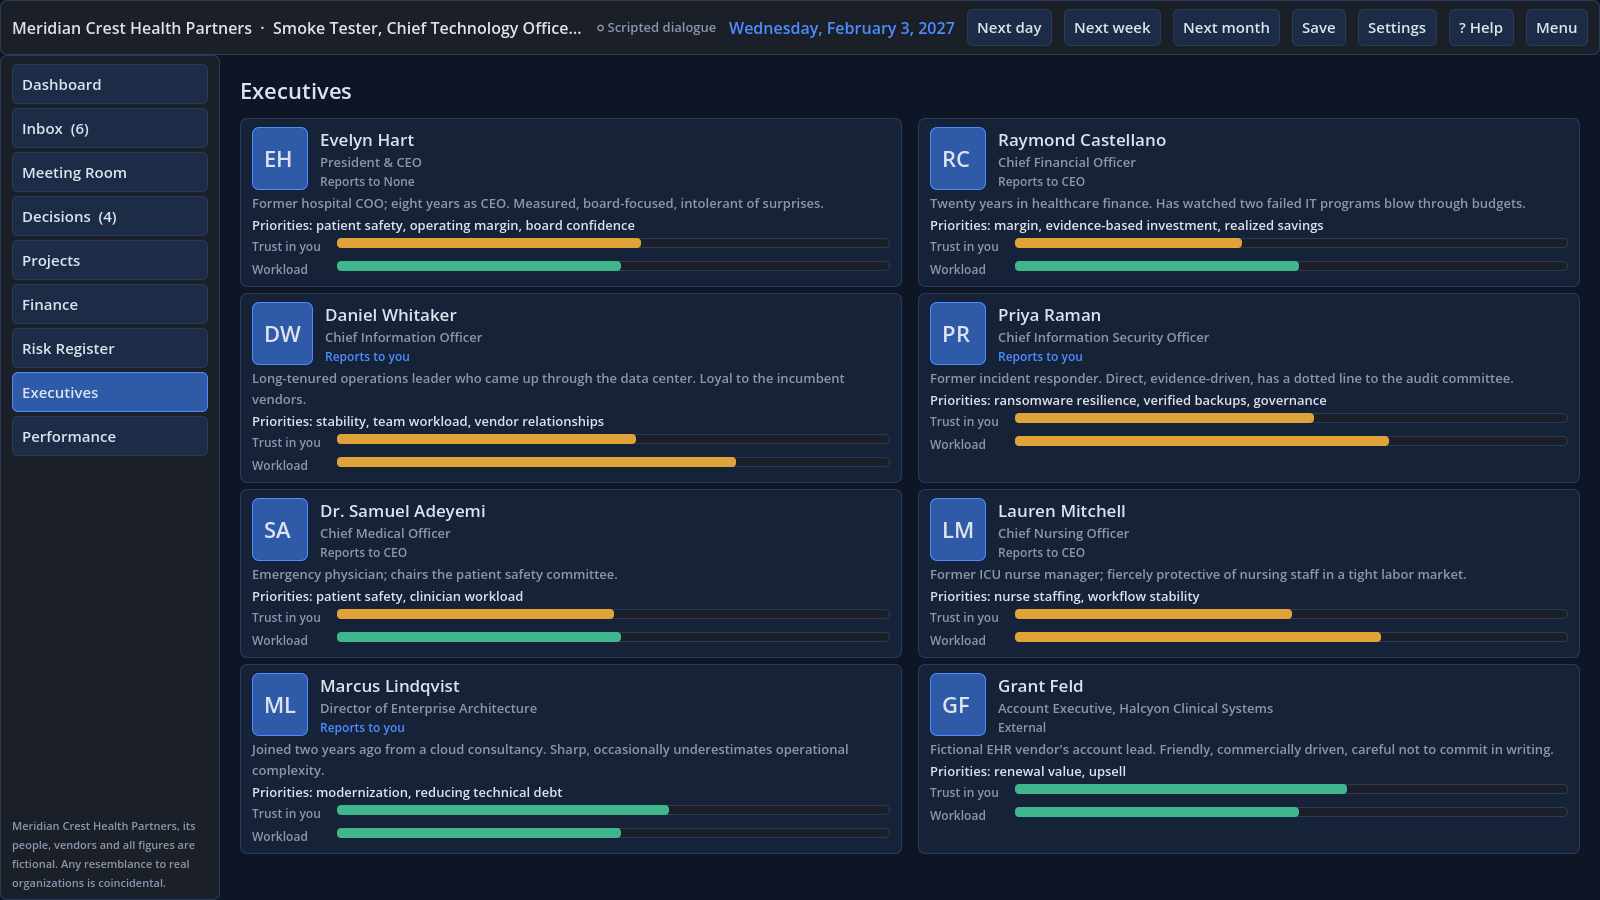 Meridian Crest Health Partners · Smoke Tester, Chief Technology Office...
Scripted dialogue
Wednesday, February 3, 2027
Next day
Next week
Next month
Save
Settings
? Help
Menu
Dashboard
Inbox (6)
Meeting Room
Decisions (4)
Projects
Finance
Risk Register
Executives
Performance
Meridian Crest Health Partners, its
people, vendors and all figures are
fictional. Any resemblance to real
organizations is coincidental.
Executives
EH
Evelyn Hart
President & CEO
Reports to None
Former hospital COO; eight years as CEO. Measured, board-focused, intolerant of surprises.
Priorities: patient safety, operating margin, board confidence
Trust in you
Workload
RC
Raymond Castellano
Chief Financial Officer
Reports to CEO
Twenty years in healthcare finance. Has watched two failed IT programs blow through budgets.
Priorities: margin, evidence-based investment, realized savings
Trust in you
Workload
DW
Daniel Whitaker
Chief Information Officer
Reports to you
Long-tenured operations leader who came up through the data center. Loyal to the incumbent
vendors.
Priorities: stability, team workload, vendor relationships
Trust in you
Workload
PR
Priya Raman
Chief Information Security Officer
Reports to you
Former incident responder. Direct, evidence-driven, has a dotted line to the audit committee.
Priorities: ransomware resilience, verified backups, governance
Trust in you
Workload
SA
Dr. Samuel Adeyemi
Chief Medical Officer
Reports to CEO
Emergency physician; chairs the patient safety committee.
Priorities: patient safety, clinician workload
Trust in you
Workload
LM
Lauren Mitchell
Chief Nursing Officer
Reports to CEO
Former ICU nurse manager; fiercely protective of nursing staff in a tight labor market.
Priorities: nurse staffing, workflow stability
Trust in you
Workload
ML
Marcus Lindqvist
Director of Enterprise Architecture
Reports to you
Joined two years ago from a cloud consultancy. Sharp, occasionally underestimates operational
complexity.
Priorities: modernization, reducing technical debt
Trust in you
Workload
GF
Grant Feld
Account Executive, Halcyon Clinical Systems
External
Fictional EHR vendor's account lead. Friendly, commercially driven, careful not to commit in writing.
Priorities: renewal value, upsell
Trust in you
Workload